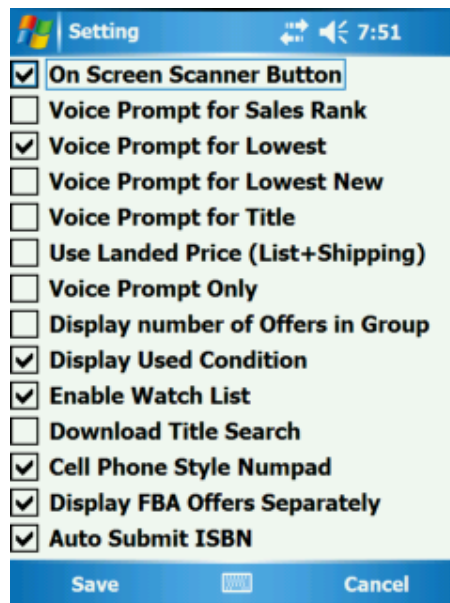 Setting 7:51
On Screen Scanner Button
Voice Prompt for Sales Rank
Voice Prompt for Lowest
Voice Prompt for Lowest New
Voice Prompt for Title
Use Landed Price (List+Shipping)
Voice Prompt Only
Display number of Offers in Group
Display Used Condition
Enable Watch List
Download Title Search
Cell Phone Style Numpad
Display FBA Offers Separately
Auto Submit ISBN
Save Cancel